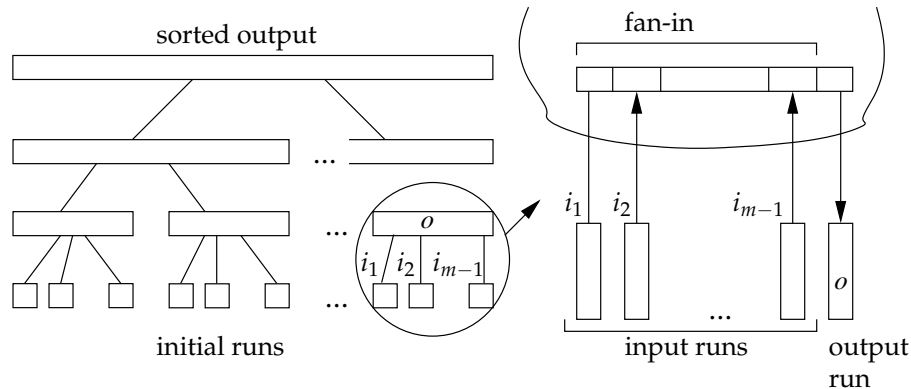 sorted output
...
...
o
i₁ i₂ iₘ₋₁
...
initial runs
fan-in
i₁ i₂ iₘ₋₁
...
o
input runs
output
run